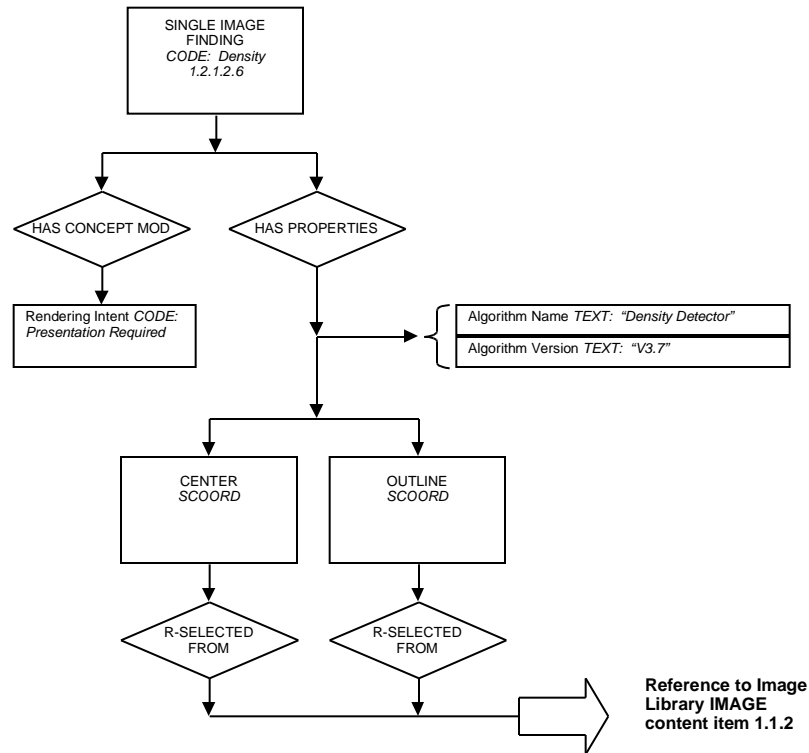 SINGLE IMAGE
FINDING
CODE: Density
1.2.1.2.6
HAS CONCEPT MOD
HAS PROPERTIES
Rendering Intent CODE:
Presentation Required
Algorithm Name TEXT: “Density Detector”
Algorithm Version TEXT: “V3.7”
CENTER
SCOORD
OUTLINE
SCOORD
R-SELECTED
FROM
R-SELECTED
FROM
Reference to Image
Library IMAGE
content item 1.1.2